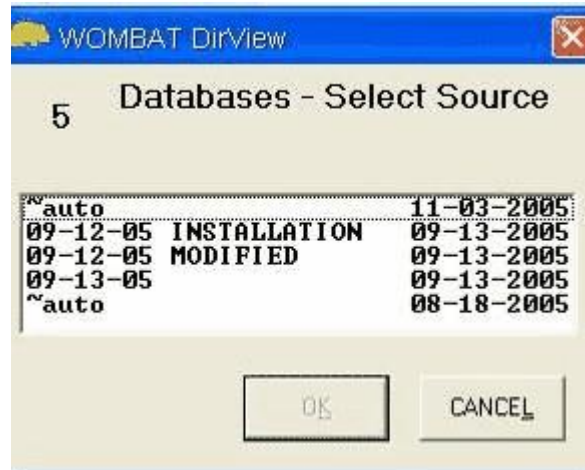 WOMBAT DirView
5 Databases - Select Source
~auto 11-03-2005
09-12-05 INSTALLATION 09-13-2005
09-12-05 MODIFIED 09-13-2005
09-13-05 09-13-2005
~auto 08-18-2005
OK CANCEL